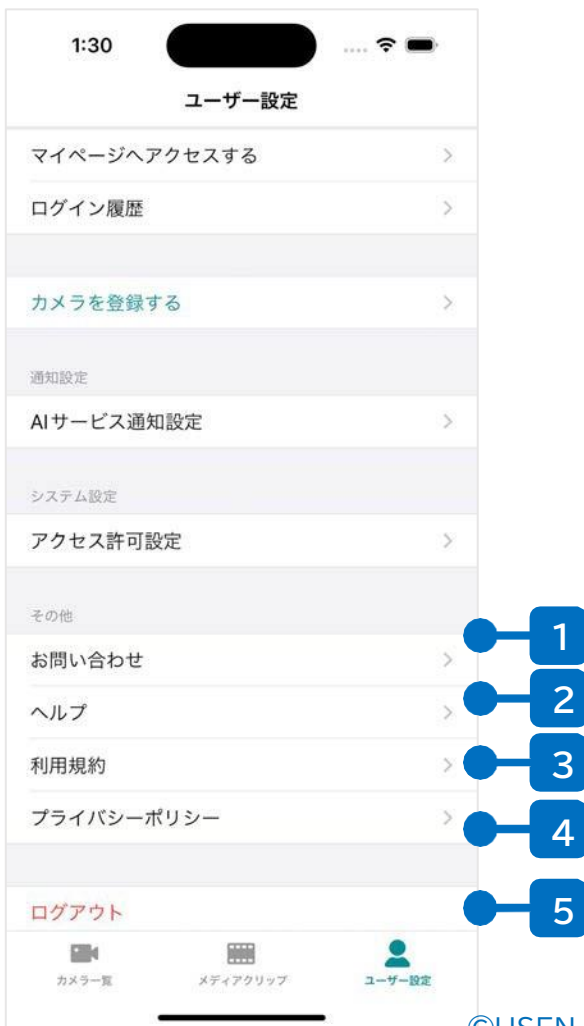 1:30
ユーザー設定
マイページへアクセスする
ログイン履歴
カメラを登録する
通知設定
AIサービス通知設定
システム設定
アクセス許可設定
その他
1
お問い合わせ
2
ヘルプ
3
利用規約
4
プライバシーポリシー
5
ログアウト
カメラ一覧 メディアクリップ ユーザー設定
©USEN